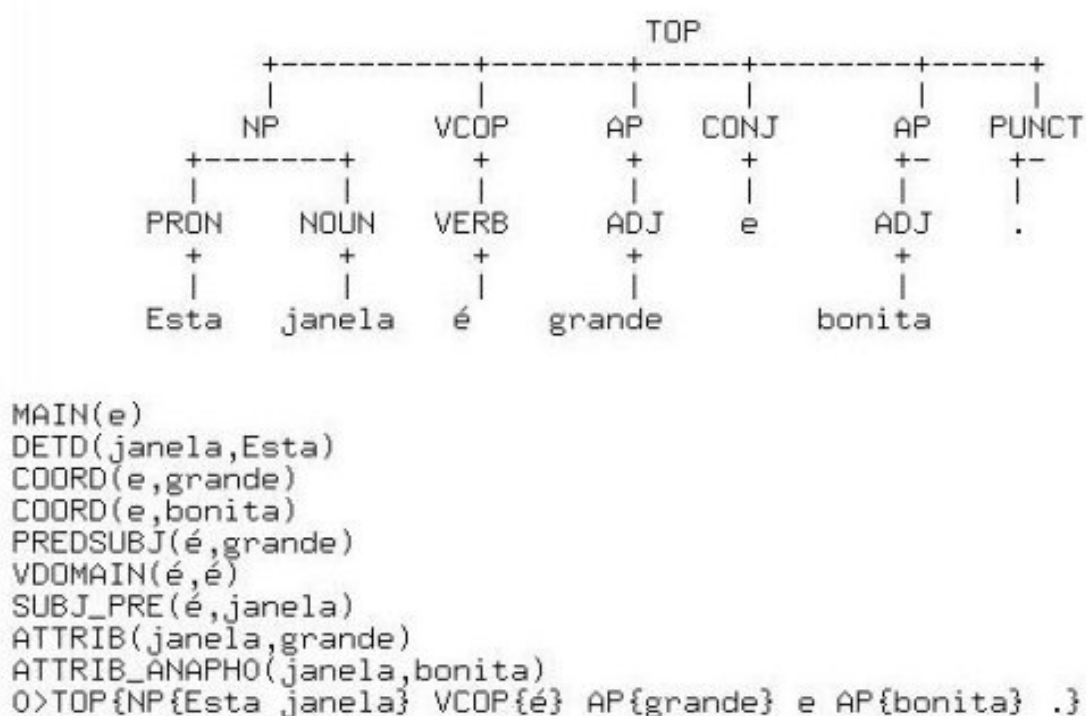 TOP
+----------------+-----------+--------+------------+--------+
| | | | | |
NP VCOP AP CONJ AP PUNCT
+-----------+ + + + +- +-
| | | | | | |
PRON NOUN VERB ADJ e ADJ .
+ + + + +
| | | | |
Esta janela é grande bonita
MAIN(e)
DETD(janela,Esta)
COORD(e,grande)
COORD(e,bonita)
PREDSUBJ(é,grande)
VDOMAIN(é,é)
SUBJ_PRE(é,janela)
ATTRIB(janela,grande)
ATTRIB_ANAPHO(janela,bonita)
0>TOP{NP{Esta janela} VCOP{é} AP{grande} e AP{bonita} .}